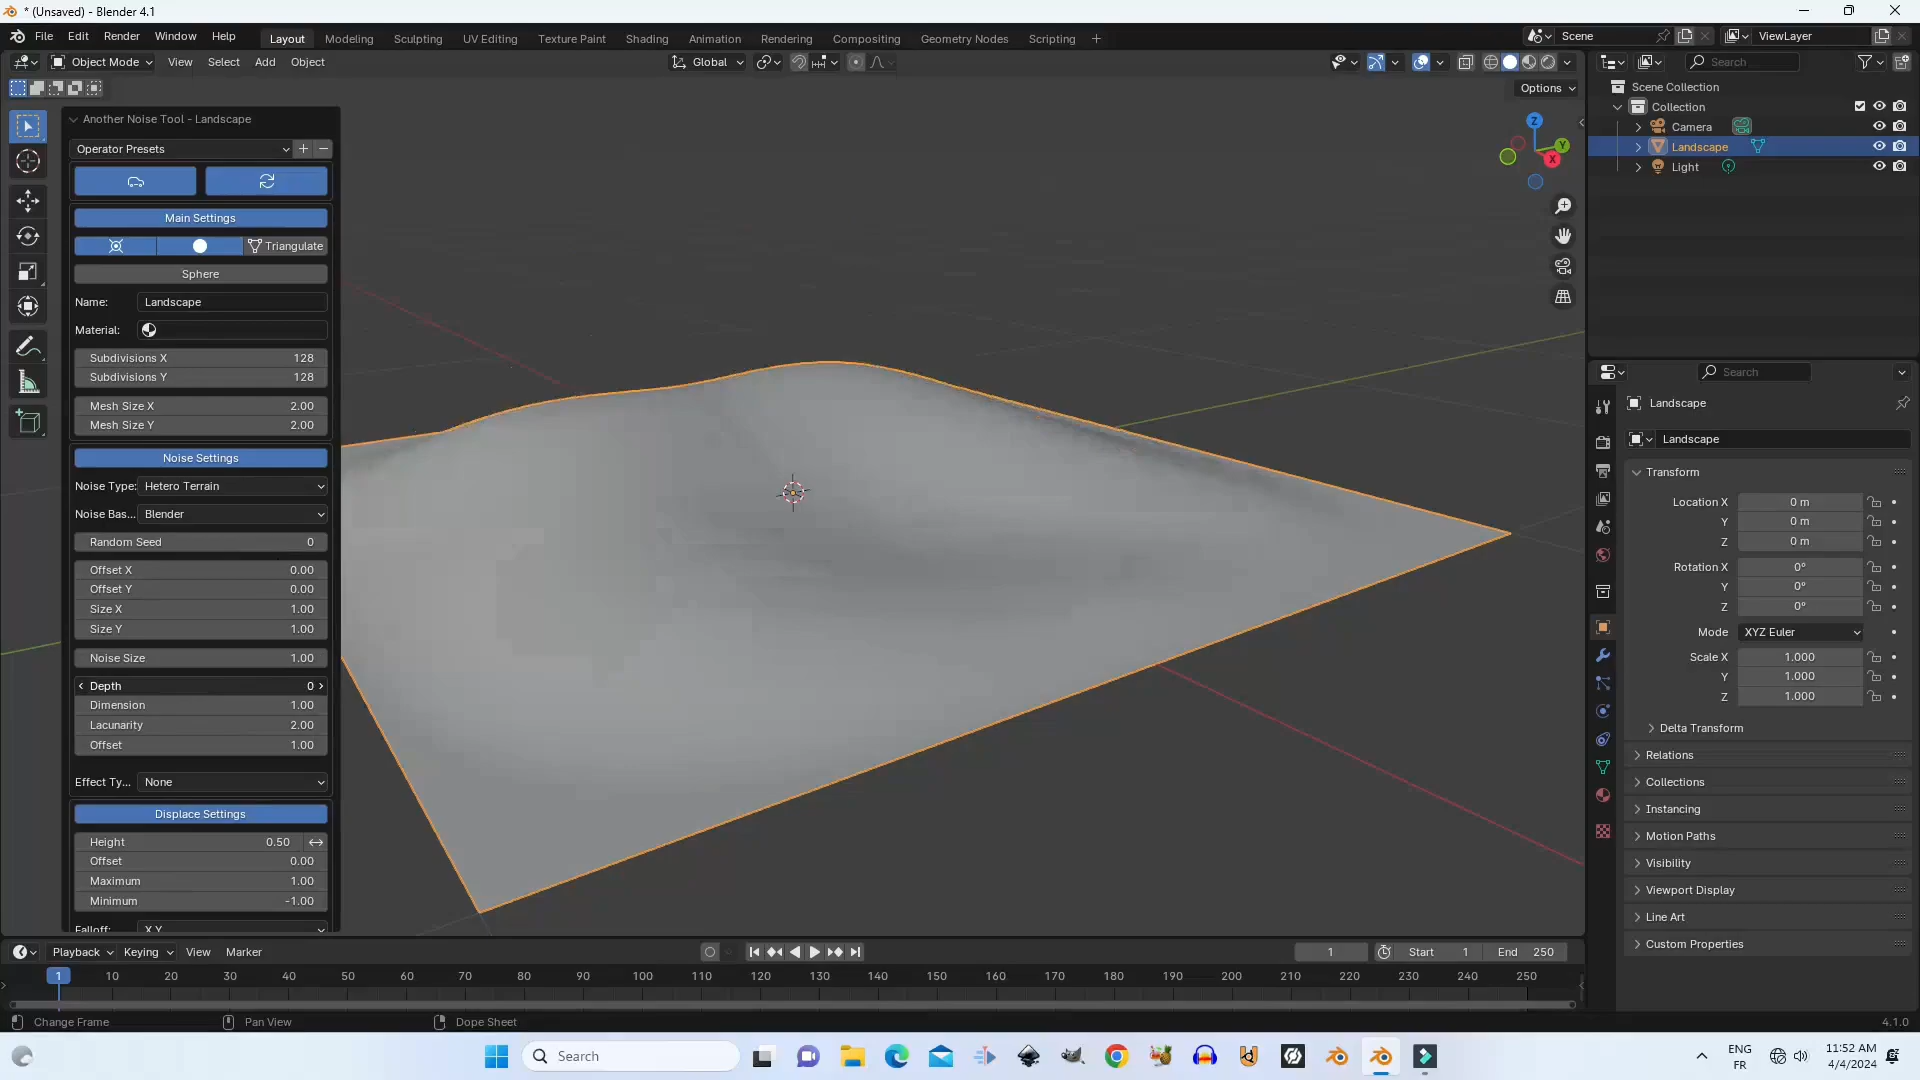 * (Unsaved) - Blender 4.1
File Edit Render Window Help
Layout Modeling Sculpting UV Editing Texture Paint Shading Animation Rendering Compositing Geometry Nodes Scripting +
Scene
ViewLayer
Object Mode View Select Add Object
Global
Search
Options
Z
Y
X
Scene Collection
Collection
Camera
Landscape
Light
Another Noise Tool - Landscape
Operator Presets
Main Settings
Triangulate
Sphere
Name: Landscape
Material:
Subdivisions X 128
Subdivisions Y 128
Mesh Size X 2.00
Mesh Size Y 2.00
Noise Settings
Noise Type: Hetero Terrain
Noise Bas... Blender
Random Seed 0
Offset X 0.00
Offset Y 0.00
Size X 1.00
Size Y 1.00
Noise Size 1.00
Depth 0
Dimension 1.00
Lacunarity 2.00
Offset 1.00
Effect Ty... None
Displace Settings
Height 0.50
Offset 0.00
Maximum 1.00
Minimum -1.00
Falloff: X Y
Search
Landscape
Landscape
Transform
Location X 0 m
Y 0 m
Z 0 m
Rotation X 0°
Y 0°
Z 0°
Mode XYZ Euler
Scale X 1.000
Y 1.000
Z 1.000
Delta Transform
Relations
Collections
Instancing
Motion Paths
Visibility
Viewport Display
Line Art
Custom Properties
Playback Keying View Marker
1
Start 1
End 250
1 10 20 30 40 50 60 70 80 90 100 110 120 130 140 150 160 170 180 190 200 210 220 230 240 250
Change Frame
Pan View
Dope Sheet
4.1.0
Search
ENG
FR
11:52 AM
4/4/2024